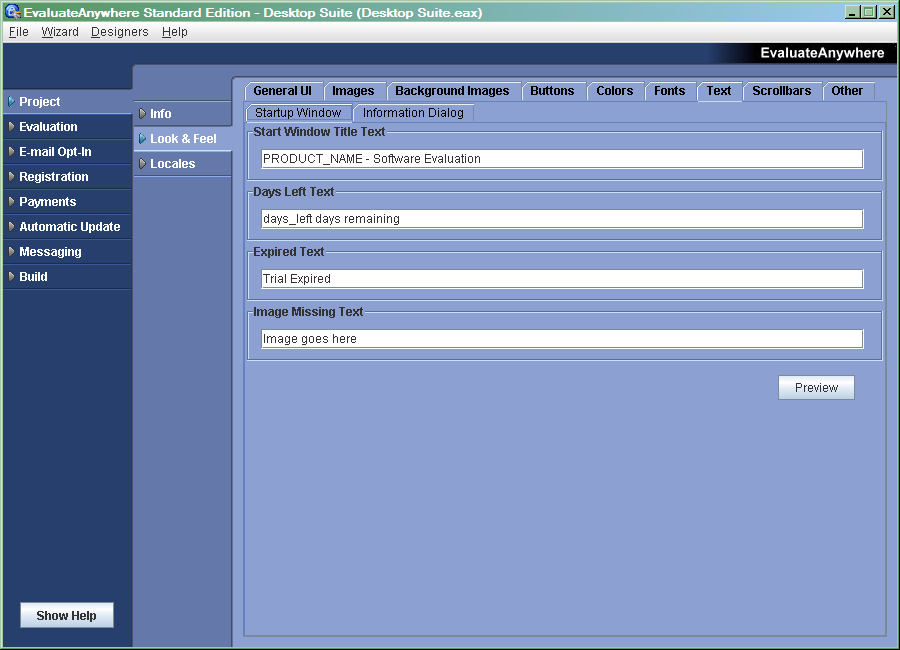 EvaluateAnywhere Standard Edition - Desktop Suite (Desktop Suite.eax)
File Wizard Designers Help
EvaluateAnywhere
Project
Evaluation
E-mail Opt-In
Registration
Payments
Automatic Update
Messaging
Build
Show Help
Info
Look & Feel
Locales
General UI Images Background Images Buttons Colors Fonts Text Scrollbars Other
Startup Window Information Dialog
Start Window Title Text
PRODUCT_NAME - Software Evaluation
Days Left Text
days_left days remaining
Expired Text
Trial Expired
Image Missing Text
Image goes here
Preview